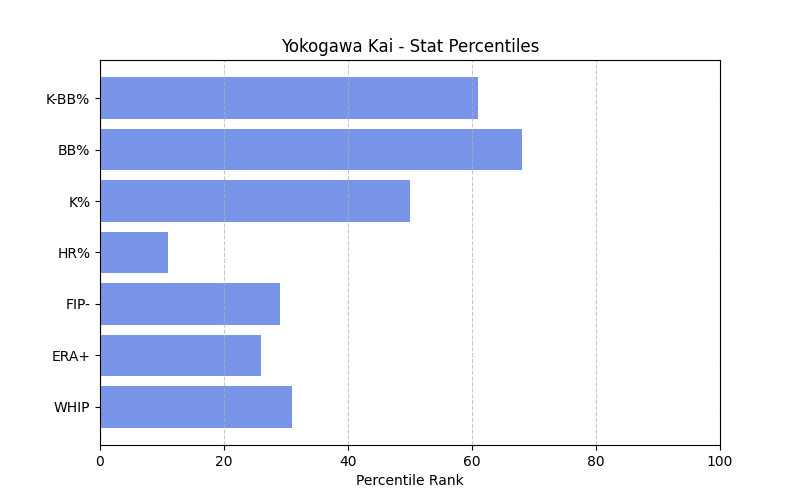 Yokogawa Kai - Stat Percentiles
K-BB%
BB%
K%
HR%
FIP-
ERA+
WHIP
0 20 40 60 80 100
Percentile Rank